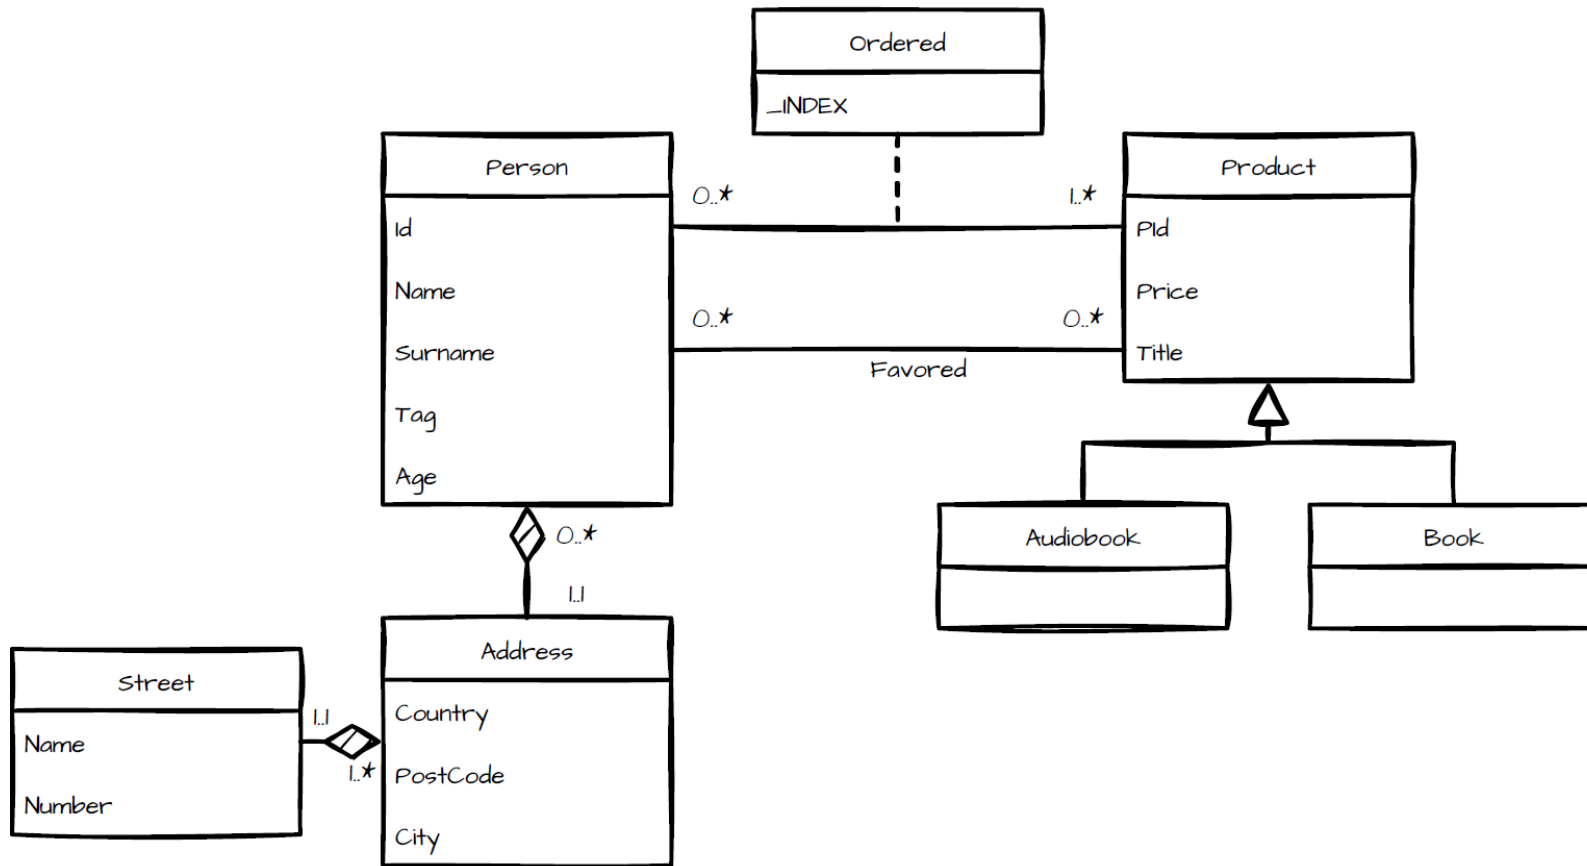 Ordered
_INDEX
Person
Id
Name
Surname
Tag
Age
0..*
1..*
0..*
0..*
Favored
Product
PId
Price
Title
Audiobook
Book
0..*
1..1
Address
Country
PostCode
City
Street
Name
Number
1..1
1..*